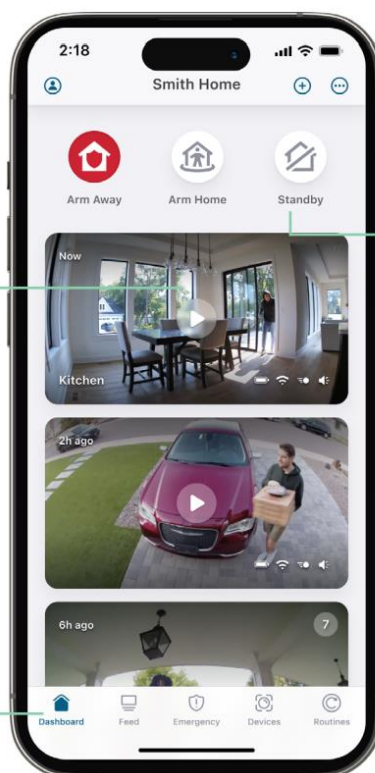 2:18
Smith Home
Arm Away Arm Home Standby
Now
Kitchen
2h ago
6h ago 7
Dashboard Feed Emergency Devices Routines